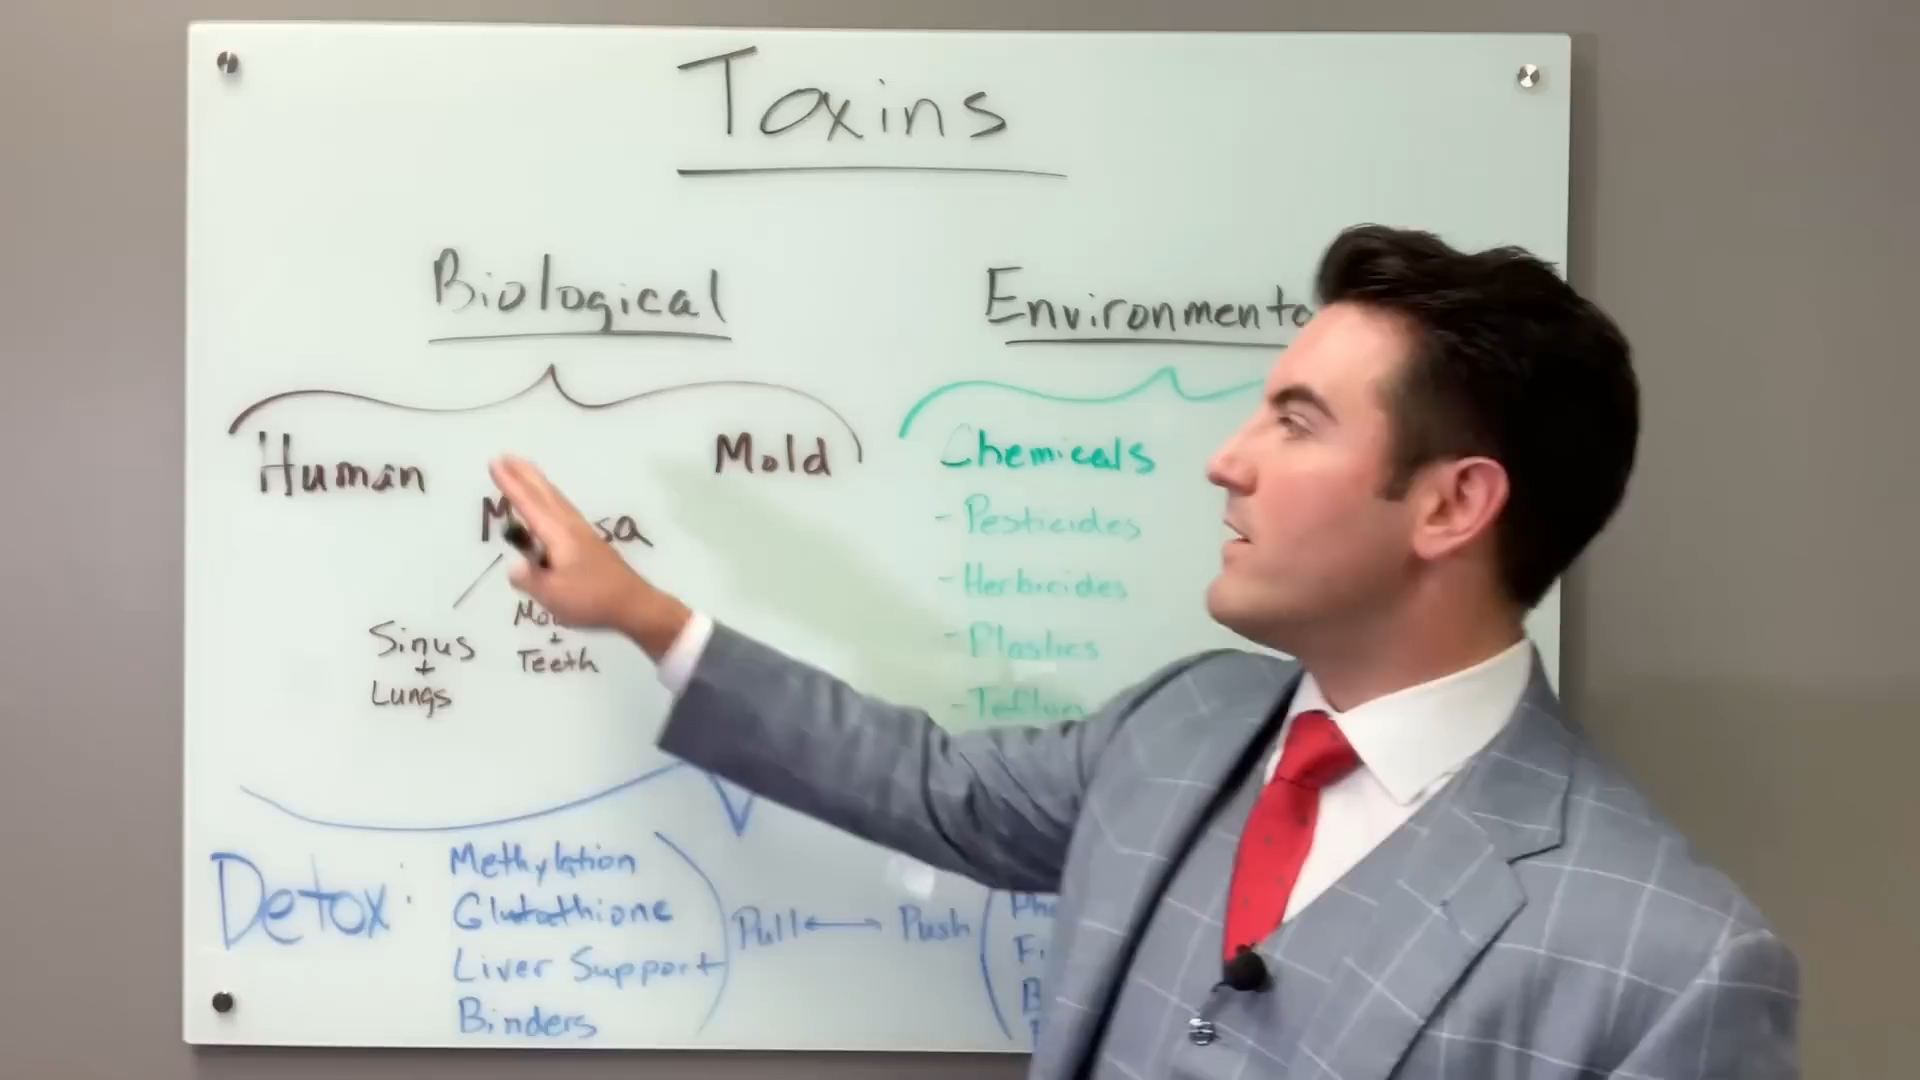 Toxins
Biological
Environmenta
Human
Mold
Sinus
+
Lungs
+
Teeth
Chemicals
- Pesticides
- Herbicides
- Plastics
- Teflon
Detox:
Methylation
Glutathione
Liver Support
Binders
Pull ↔ Push